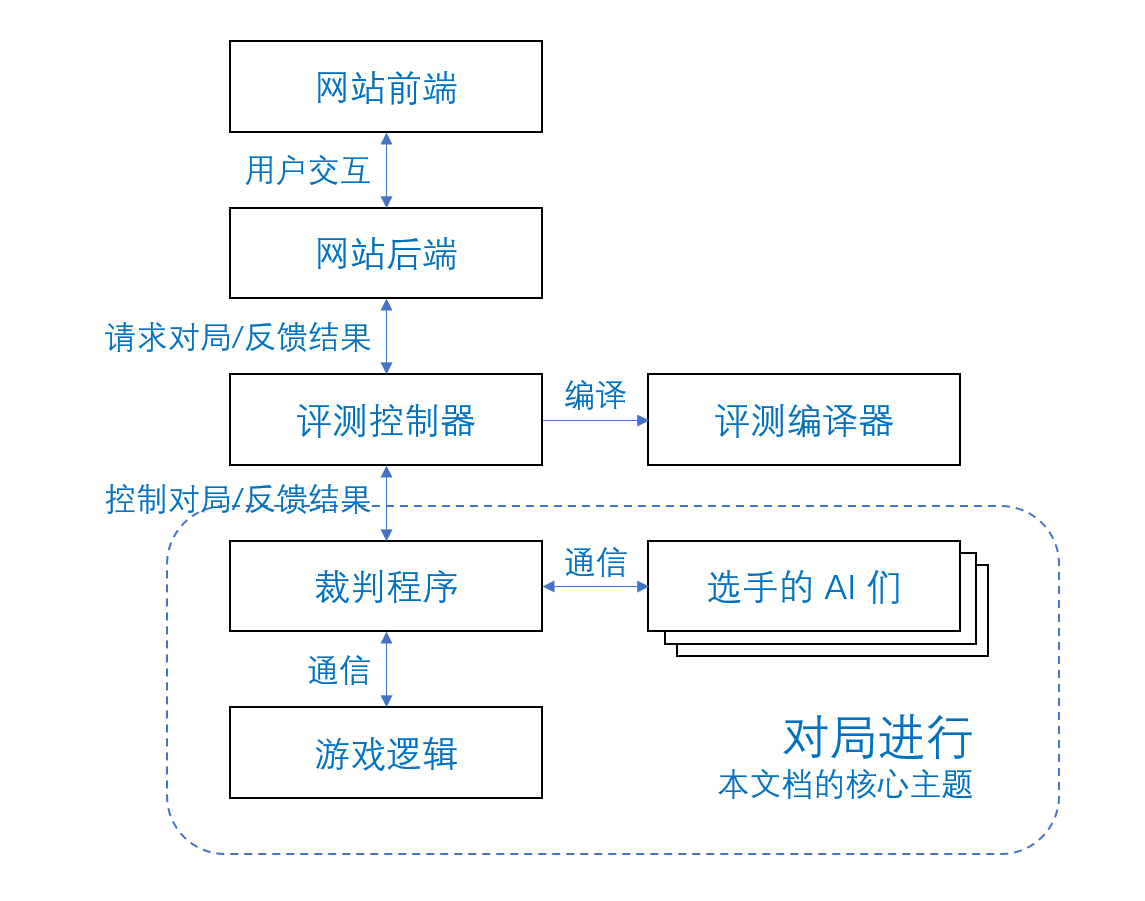 网站前端
用户交互
网站后端
请求对局/反馈结果
评测控制器
编译
评测编译器
控制对局/反馈结果
裁判程序
通信
选手的 AI 们
通信
游戏逻辑
对局进行
本文档的核心主题